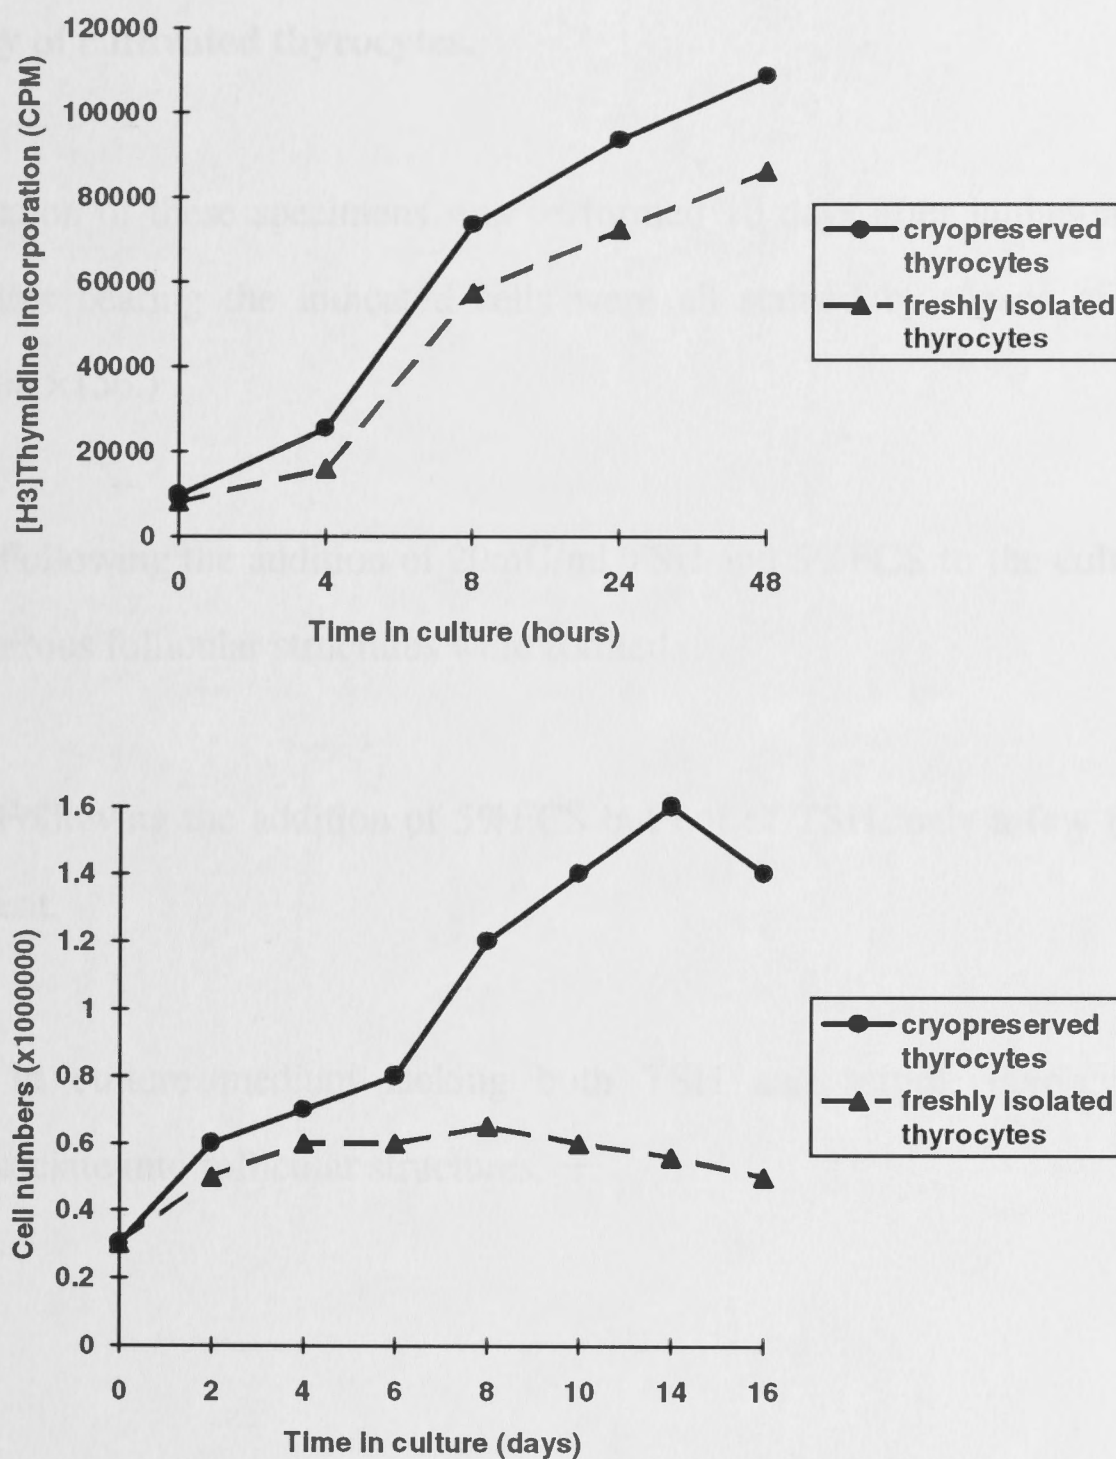 120000
100000
80000
60000
40000
20000
0
[H3]Thymidine Incorporation (CPM)
0 4 8 24 48
Time in culture (hours)
cryopreserved
thyrocytes
freshly isolated
thyrocytes
1.6
1.4
1.2
1
0.8
0.6
0.4
0.2
0
Cell numbers (x1000000)
0 2 4 6 8 10 14 16
Time in culture (days)
cryopreserved
thyrocytes
freshly isolated
thyrocytes